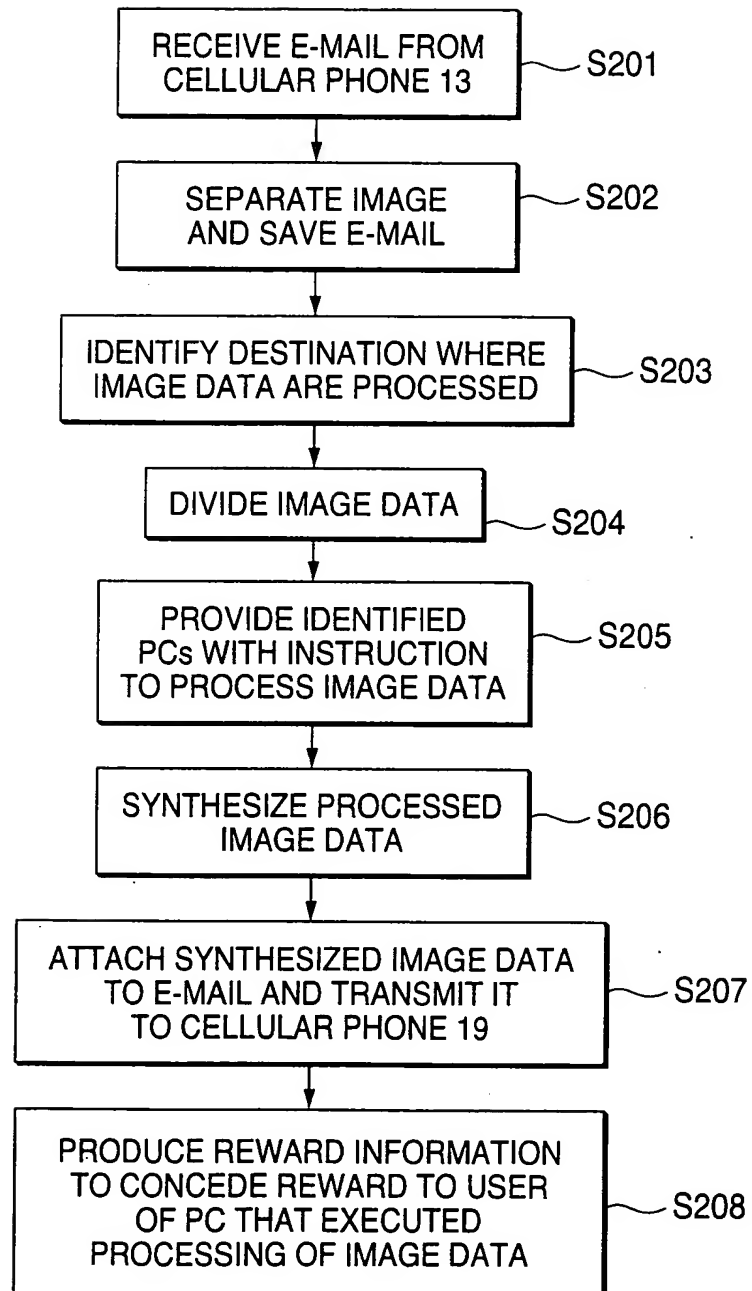 RECEIVE E-MAIL FROM
CELLULAR PHONE 13
S201
SEPARATE IMAGE
AND SAVE E-MAIL
S202
IDENTIFY DESTINATION WHERE
IMAGE DATA ARE PROCESSED
S203
DIVIDE IMAGE DATA
S204
PROVIDE IDENTIFIED
PCs WITH INSTRUCTION
TO PROCESS IMAGE DATA
S205
SYNTHESIZE PROCESSED
IMAGE DATA
S206
ATTACH SYNTHESIZED IMAGE DATA
TO E-MAIL AND TRANSMIT IT
TO CELLULAR PHONE 19
S207
PRODUCE REWARD INFORMATION
TO CONCEDE REWARD TO USER
OF PC THAT EXECUTED
PROCESSING OF IMAGE DATA
S208